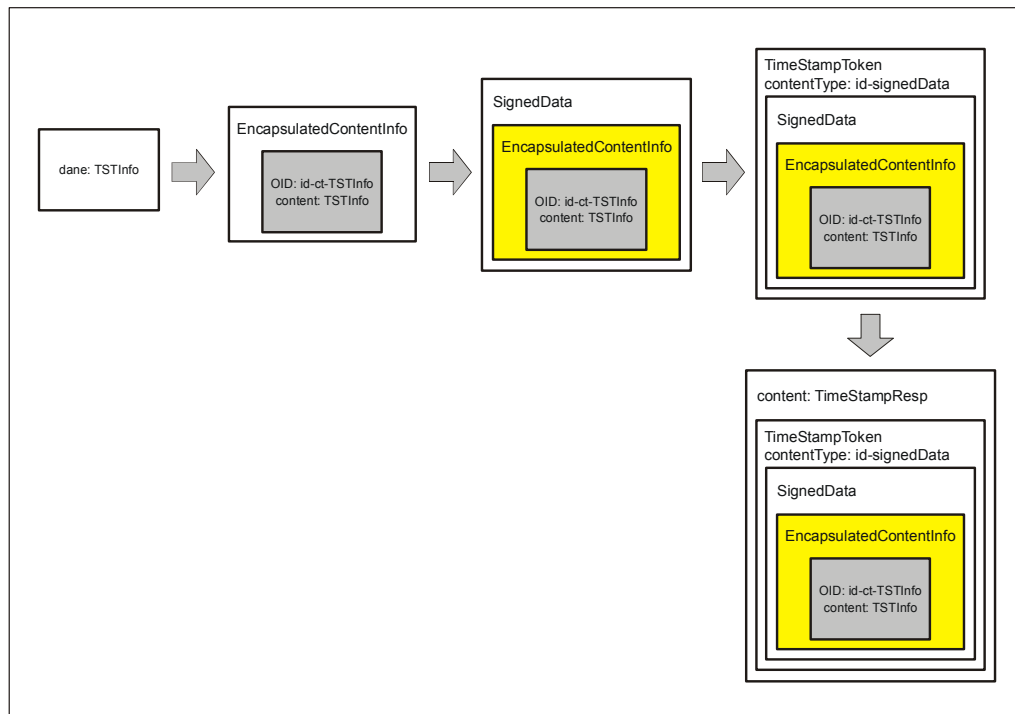 dane: TSTInfo
EncapsulatedContentInfo
OID: id-ct-TSTInfo
content: TSTInfo
SignedData
EncapsulatedContentInfo
OID: id-ct-TSTInfo
content: TSTInfo
TimeStampToken
contentType: id-signedData
SignedData
EncapsulatedContentInfo
OID: id-ct-TSTInfo
content: TSTInfo
content: TimeStampResp
TimeStampToken
contentType: id-signedData
SignedData
EncapsulatedContentInfo
OID: id-ct-TSTInfo
content: TSTInfo